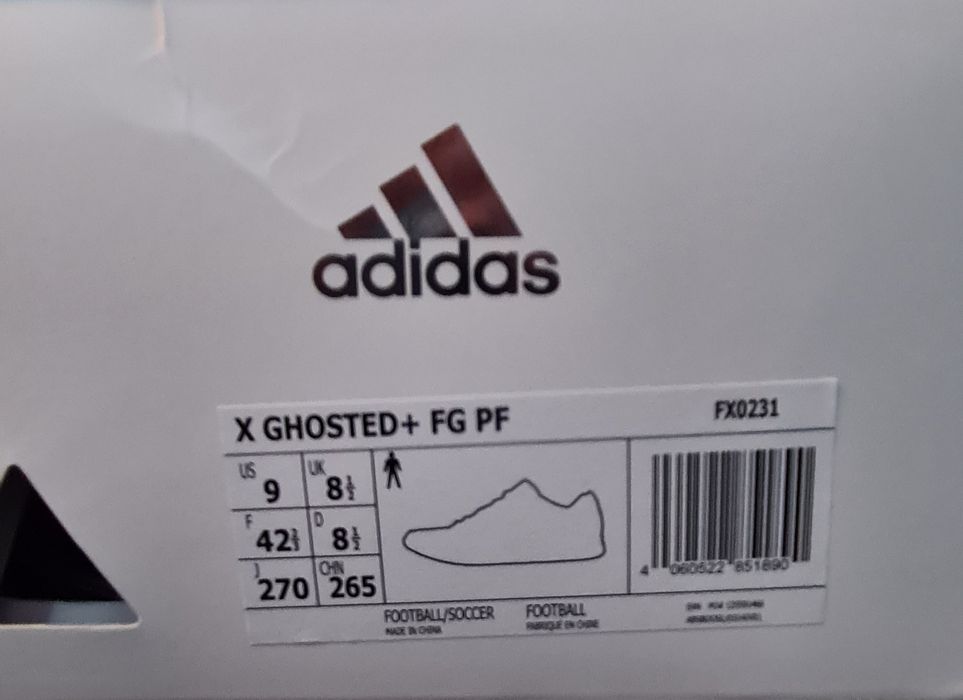 adidas
X GHOSTED+ FG PF
FX0231
US 9 UK 8½
F 42⅔ D 8½
J 270 CHN 265
4 060522 851690
FOOTBALL/SOCCER FOOTBALL
MADE IN CHINA FABRIQUÉ EN CHINE